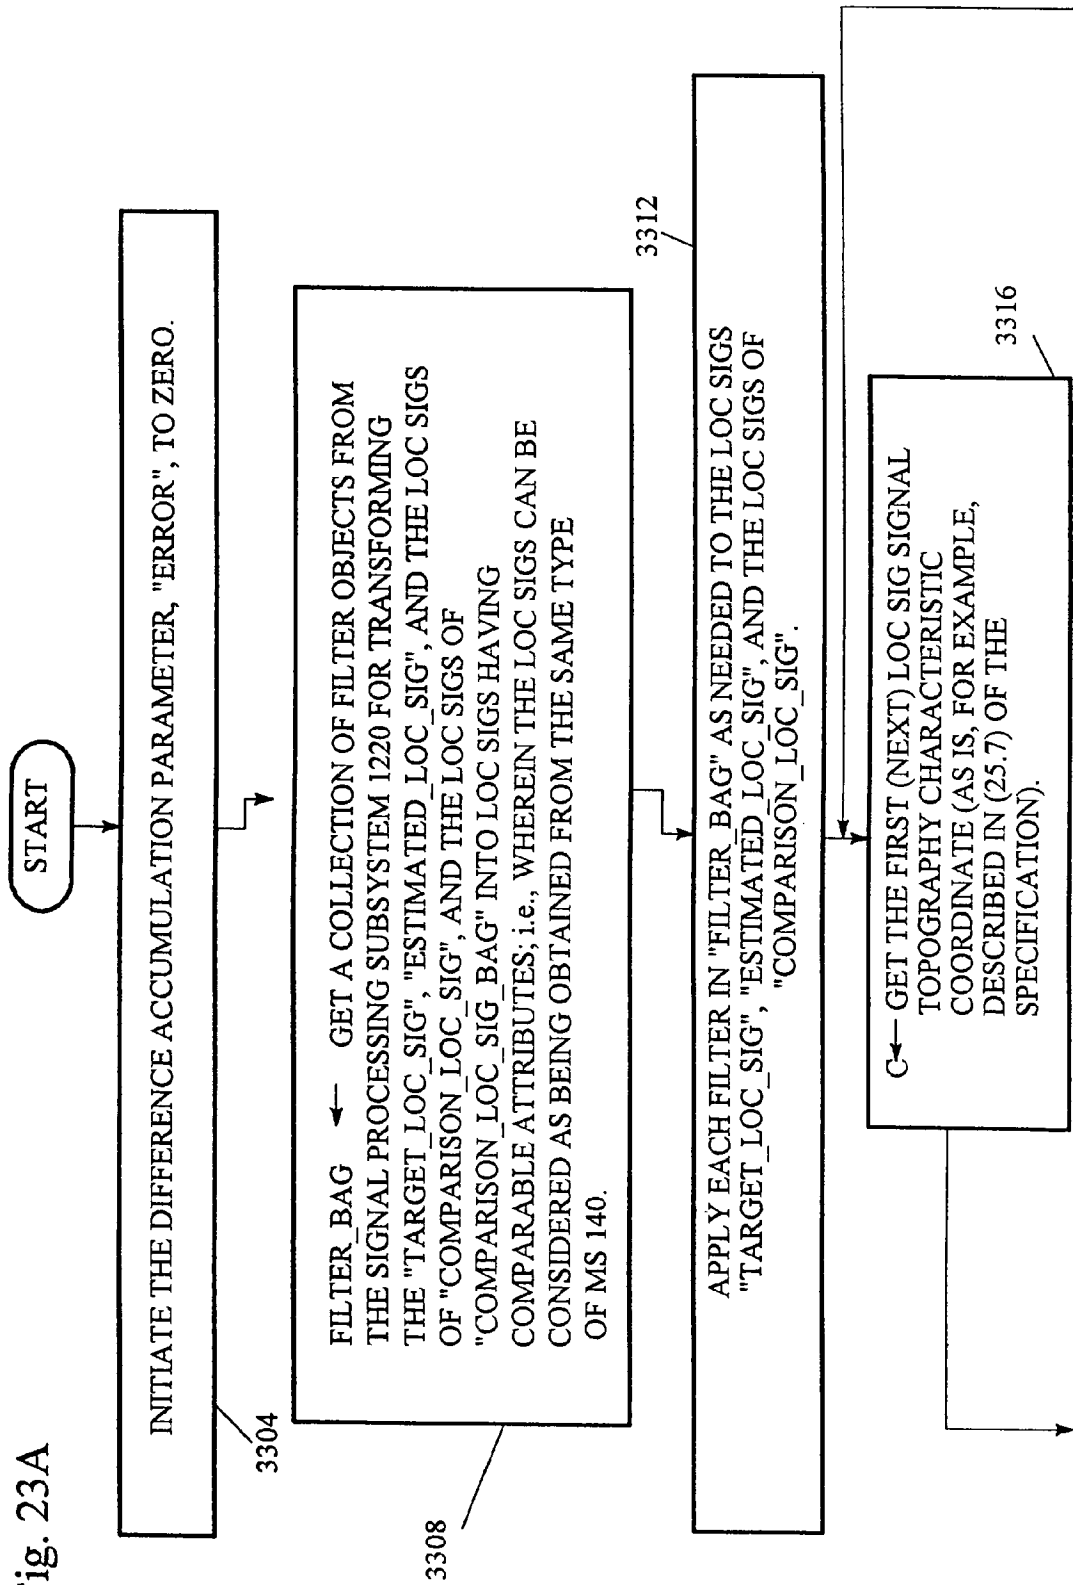 Fig. 23A
START
INITIATE THE DIFFERENCE ACCUMULATION PARAMETER, "ERROR", TO ZERO.
3304
FILTER_BAG ← GET A COLLECTION OF FILTER OBJECTS FROM
THE SIGNAL PROCESSING SUBSYSTEM 1220 FOR TRANSFORMING
THE "TARGET_LOC_SIG", "ESTIMATED_LOC_SIG", AND THE LOC SIGS
OF "COMPARISON_LOC_SIG", AND THE LOC SIGS OF
"COMPARISON_LOC_SIG_BAG" INTO LOC SIGS HAVING
COMPARABLE ATTRIBUTES; i.e., WHEREIN THE LOC SIGS CAN BE
CONSIDERED AS BEING OBTAINED FROM THE SAME TYPE
OF MS 140.
3308
3312
APPLY EACH FILTER IN "FILTER_BAG" AS NEEDED TO THE LOC SIGS
"TARGET_LOC_SIG", "ESTIMATED_LOC_SIG", AND THE LOC SIGS OF
"COMPARISON_LOC_SIG".
3316
C ← GET THE FIRST (NEXT) LOC SIG SIGNAL
TOPOGRAPHY CHARACTERISTIC
COORDINATE (AS IS, FOR EXAMPLE,
DESCRIBED IN (25.7) OF THE
SPECIFICATION).